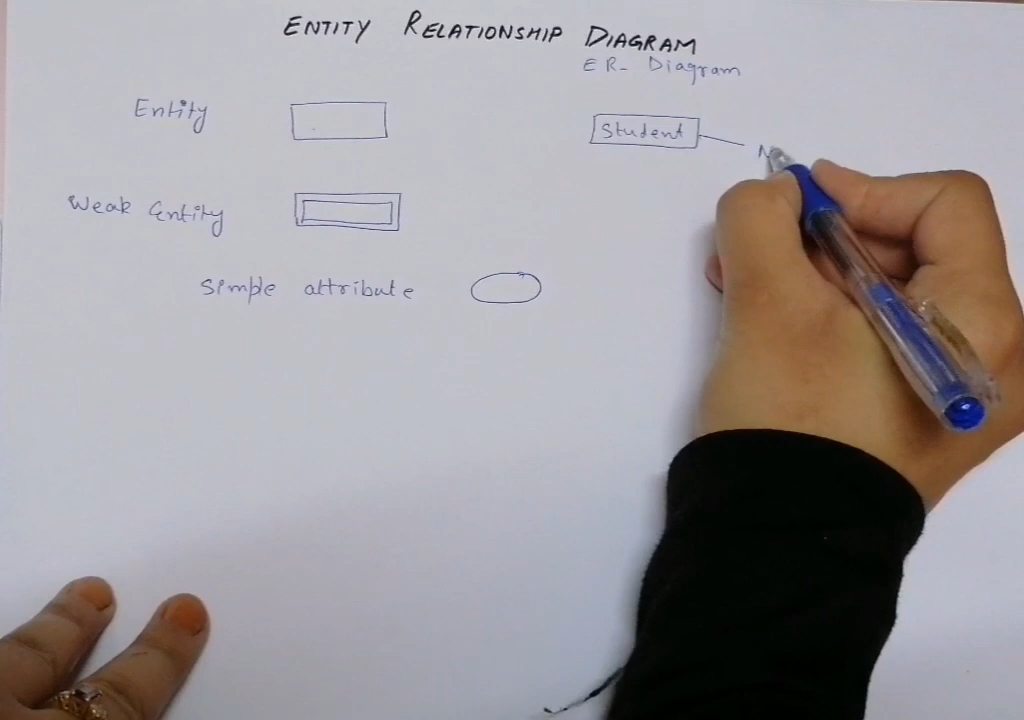 ENTITY RELATIONSHIP DIAGRAM
ER- Diagram
Entity
Student
N
Weak Entity
Simple attribute